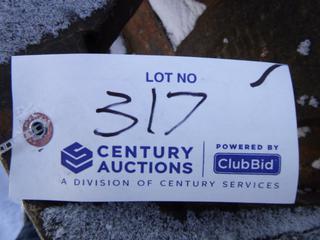 LOT NO
317
CENTURY AUCTIONS
POWERED BY
ClubBid
A DIVISION OF CENTURY SERVICES